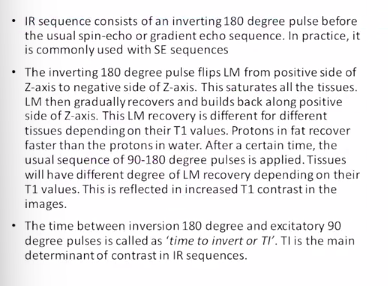 • IR sequence consists of an inverting 180 degree pulse before
the usual spin-echo or gradient echo sequence. In practice, it
is commonly used with SE sequences
• The inverting 180 degree pulse flips LM from positive side of
Z-axis to negative side of Z-axis. This saturates all the tissues.
LM then gradually recovers and builds back along positive
side of Z-axis. This LM recovery is different for different
tissues depending on their T1 values. Protons in fat recover
faster than the protons in water. After a certain time, the
usual sequence of 90-180 degree pulses is applied. Tissues
will have different degree of LM recovery depending on their
T1 values. This is reflected in increased T1 contrast in the
images.
• The time between inversion 180 degree and excitatory 90
degree pulses is called as 'time to invert or TI'. TI is the main
determinant of contrast in IR sequences.